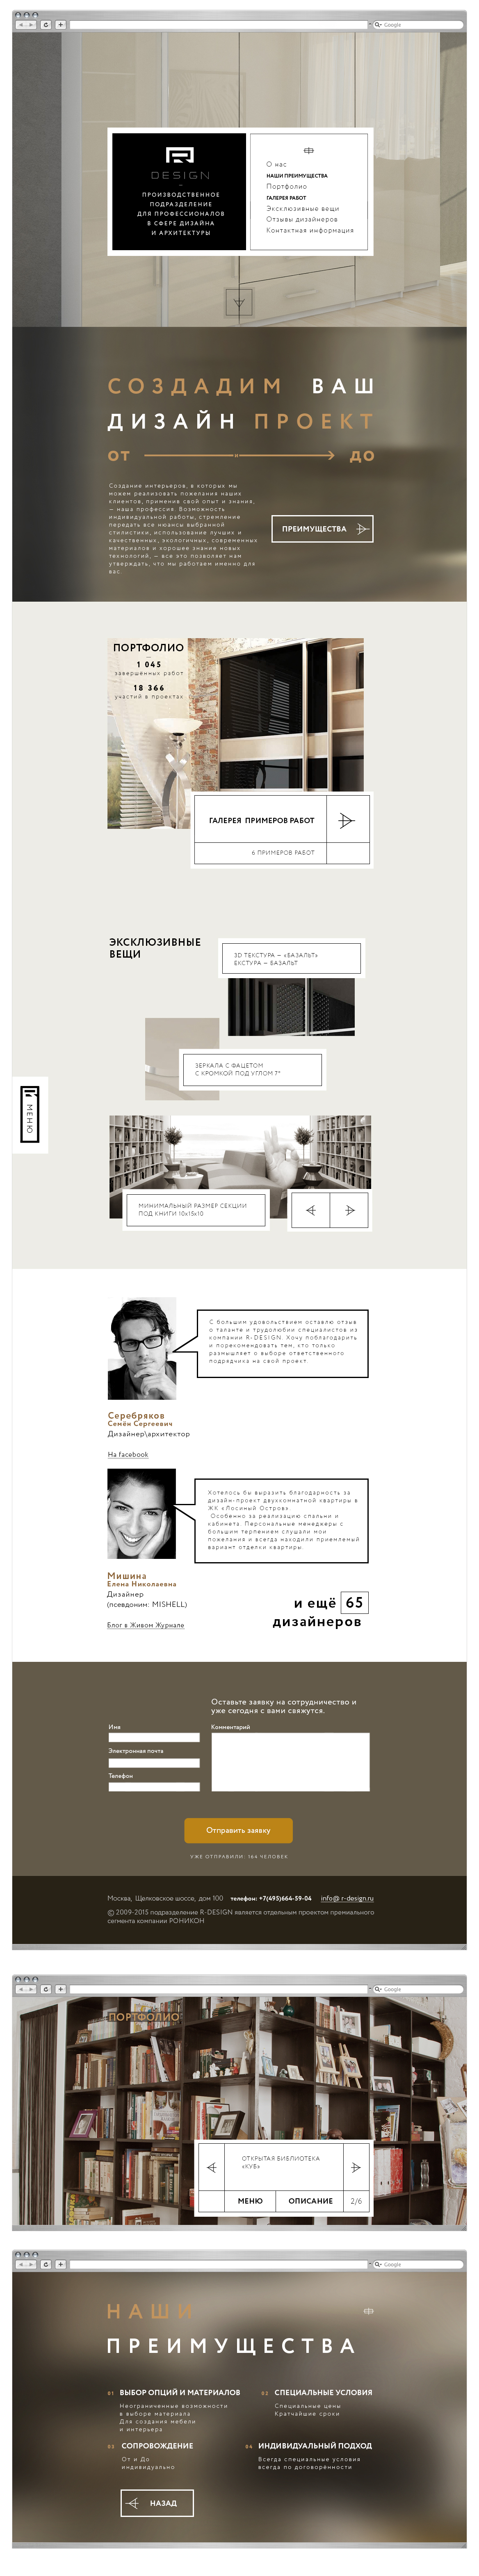 Google
DESIGN
ПРОИЗВОДСТВЕННОЕ
ПОДРАЗДЕЛЕНИЕ
ДЛЯ ПРОФЕССИОНАЛОВ
В СФЕРЕ ДИЗАЙНА
И АРХИТЕКТУРЫ
О нас
НАШИ ПРЕИМУЩЕСТВА
Портфолио
ГАЛЕРЕЯ РАБОТ
Эксклюзивные вещи
Отзывы дизайнеров
Контактная информация
СОЗДАДИМ ВАШ
ДИЗАЙН ПРОЕКТ
ОТ И ДО
Создание интерьеров, в которых мы
можем реализовать пожелания наших
клиентов, применив свой опыт и знания,
— наша профессия. Возможность
индивидуальной работы, стремление
передать все нюансы выбранной
стилистики, использование лучших и
качественных, экологичных, современных
материалов и хорошее знание новых
технологий, — все это позволяет нам
утверждать, что мы работаем именно для
вас.
ПРЕИМУЩЕСТВА
ПОРТФОЛИО
1 045
завершённых работ
18 366
участий в проектах
ГАЛЕРЕЯ ПРИМЕРОВ РАБОТ
6 ПРИМЕРОВ РАБОТ
ЭКСКЛЮЗИВНЫЕ
ВЕЩИ
3D ТЕКСТУРА — «БАЗАЛЬТ»
ЕКСТУРА — БАЗАЛЬТ
ЗЕРКАЛА С ФАЦЕТОМ
С КРОМКОЙ ПОД УГЛОМ 7°
МЕНЮ
МИНИМАЛЬНЫЙ РАЗМЕР СЕКЦИИ
ПОД КНИГИ 10x15x10
С большим удовольствием оставлю отзыв
о таланте и трудолюбии специалистов из
компании R-DESIGN. Хочу поблагодарить
и порекомендовать тем, кто только
размышляет о выборе ответственного
подрядчика на свой проект.
Серебряков
Семён Сергеевич
Дизайнер\архитектор
На facebook
Хотелось бы выразить благодарность за
дизайн-проект двухкомнатной квартиры в
ЖК «Лосиный Остров».
Особенно за реализацию спальни и
кабинета. Персональные менеджеры с
большим терпением слушали мои
пожелания и всегда находили приемлемый
вариант отделки квартиры.
Мишина
Елена Николаевна
Дизайнер
(псевдоним: MISHELL)
Блог в Живом Журнале
и ещё 65
дизайнеров
Оставьте заявку на сотрудничество и
уже сегодня с вами свяжутся.
Имя
Комментарий
Электронная почта
Телефон
Отправить заявку
УЖЕ ОТПРАВИЛИ: 164 ЧЕЛОВЕК
Москва, Щелковское шоссе, дом 100 телефон: +7(495)664-59-04 info@ r-design.ru
© 2009-2015 подразделение R-DESIGN является отдельным проектом премиального
сегмента компании РОНИКОН
Google
ПОРТФОЛИО
ОТКРЫТАЯ БИБЛИОТЕКА
«КУБ»
МЕНЮ ОПИСАНИЕ 2/6
Google
НАШИ
ПРЕИМУЩЕСТВА
01 ВЫБОР ОПЦИЙ И МАТЕРИАЛОВ
Неограниченные возможности
в выборе материала
Для создания мебели
и интерьера
02 СПЕЦИАЛЬНЫЕ УСЛОВИЯ
Специальные цены
Кратчайшие сроки
03 СОПРОВОЖДЕНИЕ
От и До
индивидуально
04 ИНДИВИДУАЛЬНЫЙ ПОДХОД
Всегда специальные условия
всегда по договорённости
НАЗАД